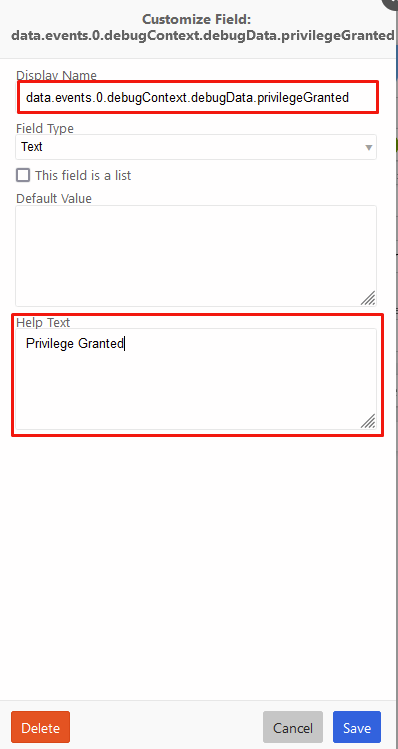 Customize Field:
data.events.0.debugContext.debugData.privilegeGranted
Display Name
data.events.0.debugContext.debugData.privilegeGranted
Field Type
Text
This field is a list
Default Value
Help Text
Privilege Granted
Delete
Cancel
Save